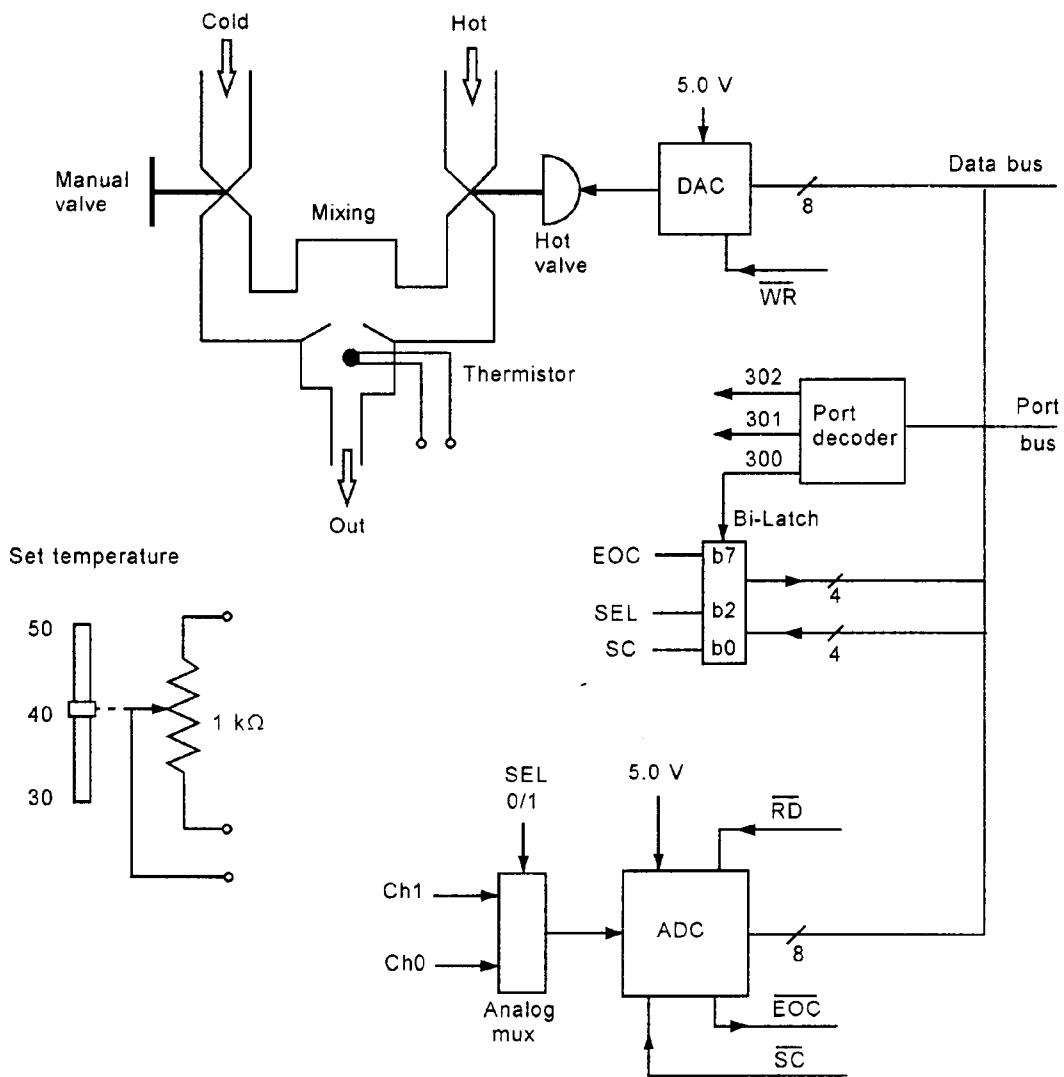 Cold
Hot
5.0 V
Manual
valve
Mixing
Hot
valve
DAC
8
Data bus
WR
Thermistor
302
301
300
Port
decoder
Port
bus
Out
Bi-Latch
Set temperature
50
40
30
1 kΩ
EOC
b7
SEL
b2
SC
b0
4
4
SEL
0/1
5.0 V
RD
Ch1
Ch0
Analog
mux
ADC
8
EOC
SC